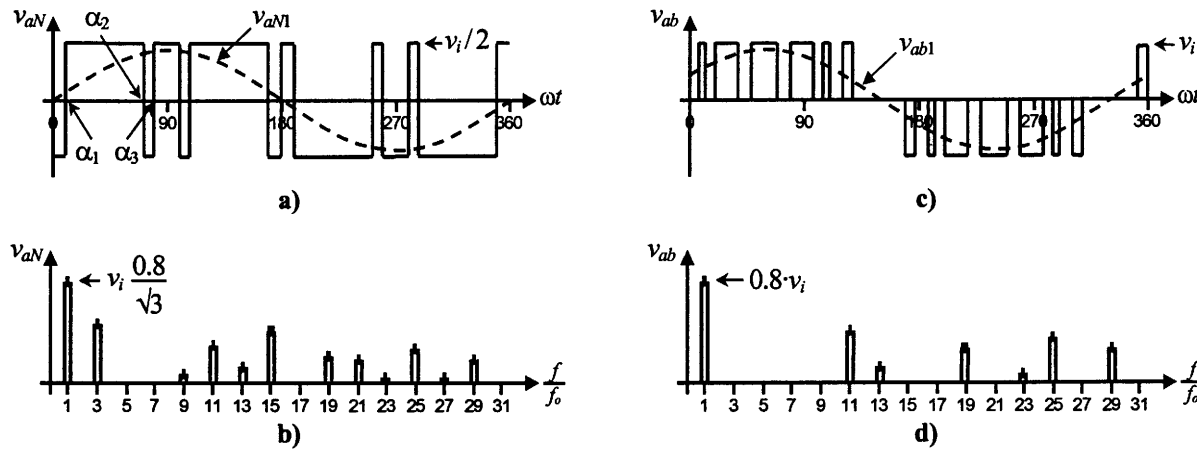 v_aN α₂ v_aN1 v_i/2
0 90 180 270 360 ωt
α₁ α₃
a)
v_ab v_ab1 v_i
0 90 180 270 360 ωt
c)
v_aN v_i 0.8/√3
1 3 5 7 9 11 13 15 19 21 23 25 27 29 31 f/f_o
b)
v_ab 0.8·v_i
1 3 5 7 9 11 13 15 17 19 21 23 25 27 29 31 f/f_o
d)